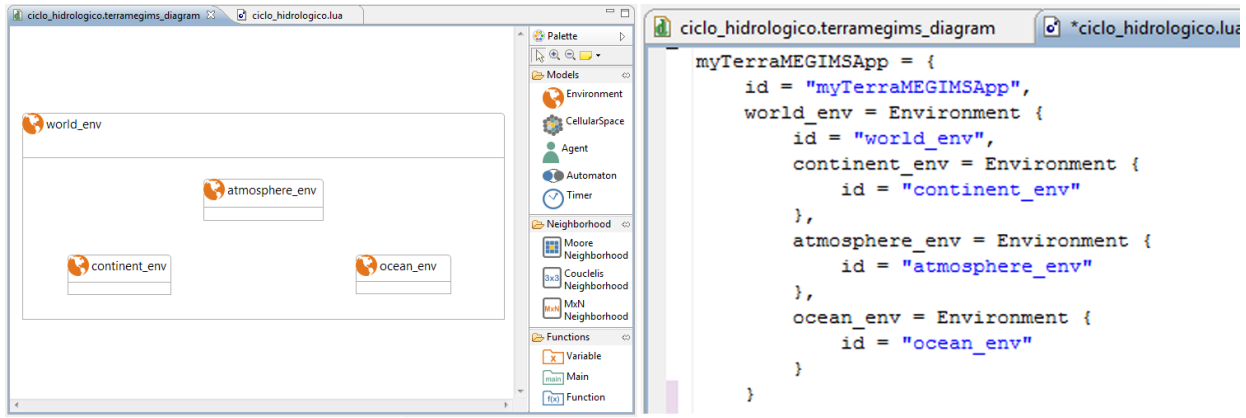 ciclo_hidrologico.terramegims_diagram
ciclo_hidrologico.lua
world_env
atmosphere_env
continent_env
ocean_env
Palette
Models
Environment
CellularSpace
Agent
Automaton
Timer
Neighborhood
Moore
Neighborhood
3x3
Couclelis
Neighborhood
MxN
MxN
Neighborhood
Functions
x
Variable
main
Main
f(x)
Function
ciclo_hidrologico.terramegims_diagram
*ciclo_hidrologico.lua
myTerraMEGIMSApp = {
id = "myTerraMEGIMSApp",
world_env = Environment {
id = "world_env",
continent_env = Environment {
id = "continent_env"
},
atmosphere_env = Environment {
id = "atmosphere_env"
},
ocean_env = Environment {
id = "ocean_env"
}
}